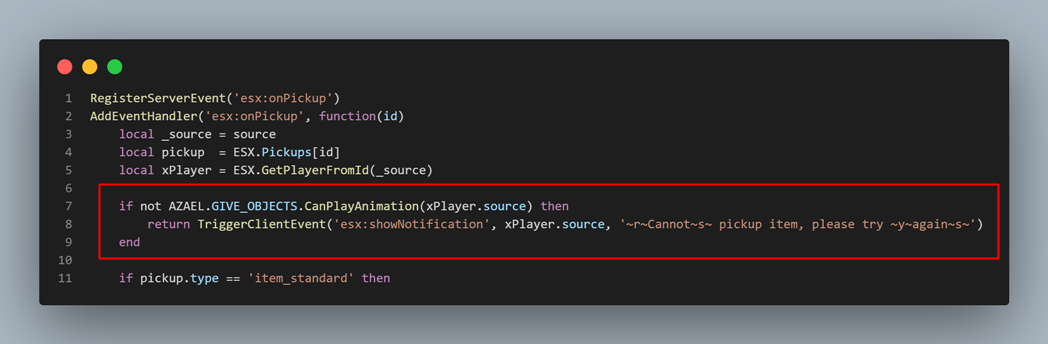 1 RegisterServerEvent('esx:onPickup')
2 AddEventHandler('esx:onPickup', function(id)
3     local _source = source
4     local pickup  = ESX.Pickups[id]
5     local xPlayer = ESX.GetPlayerFromId(_source)
6
7     if not AZAEL.GIVE_OBJECTS.CanPlayAnimation(xPlayer.source) then
8         return TriggerClientEvent('esx:showNotification', xPlayer.source, '~r~Cannot~s~ pickup item, please try ~y~again~s~')
9     end
10
11     if pickup.type == 'item_standard' then